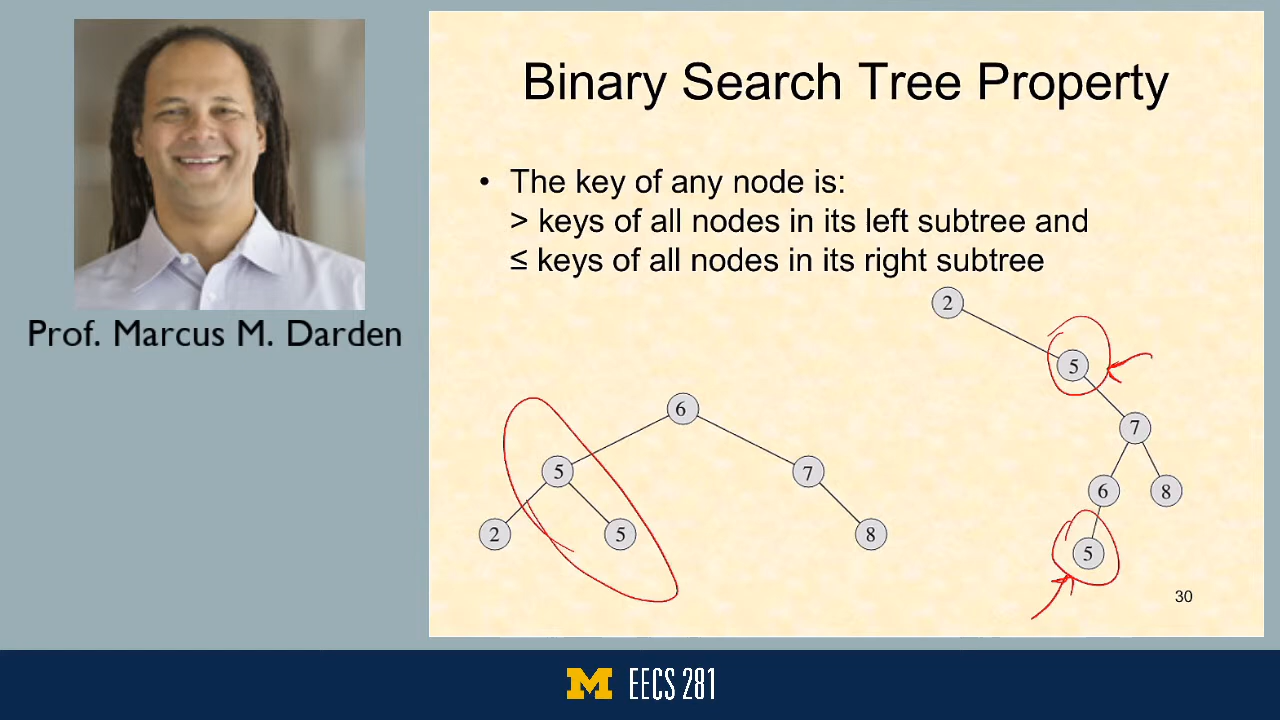 Binary Search Tree Property
• The key of any node is:
> keys of all nodes in its left subtree and
≤ keys of all nodes in its right subtree
2
5
7
6
8
5
6
5
7
2
5
8
30
Prof. Marcus M. Darden
M EECS 281